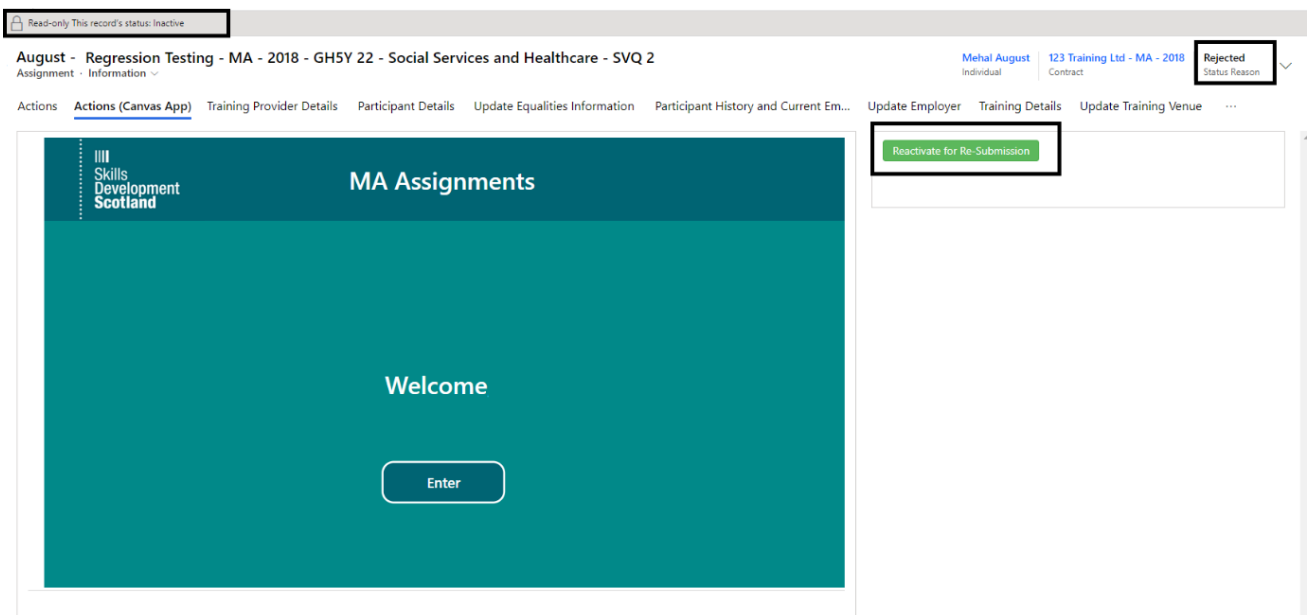 Read-only This record's status: Inactive
August - Regression Testing - MA - 2018 - GH5Y 22 - Social Services and Healthcare - SVQ 2
Assignment · Information
Mehal August
Individual
123 Training Ltd - MA - 2018
Contract
Rejected
Status Reason
Actions Actions (Canvas App) Training Provider Details Participant Details Update Equalities Information Participant History and Current Em... Update Employer Training Details Update Training Venue ...
Skills
Development
Scotland
MA Assignments
Reactivate for Re-Submission
Welcome
Enter